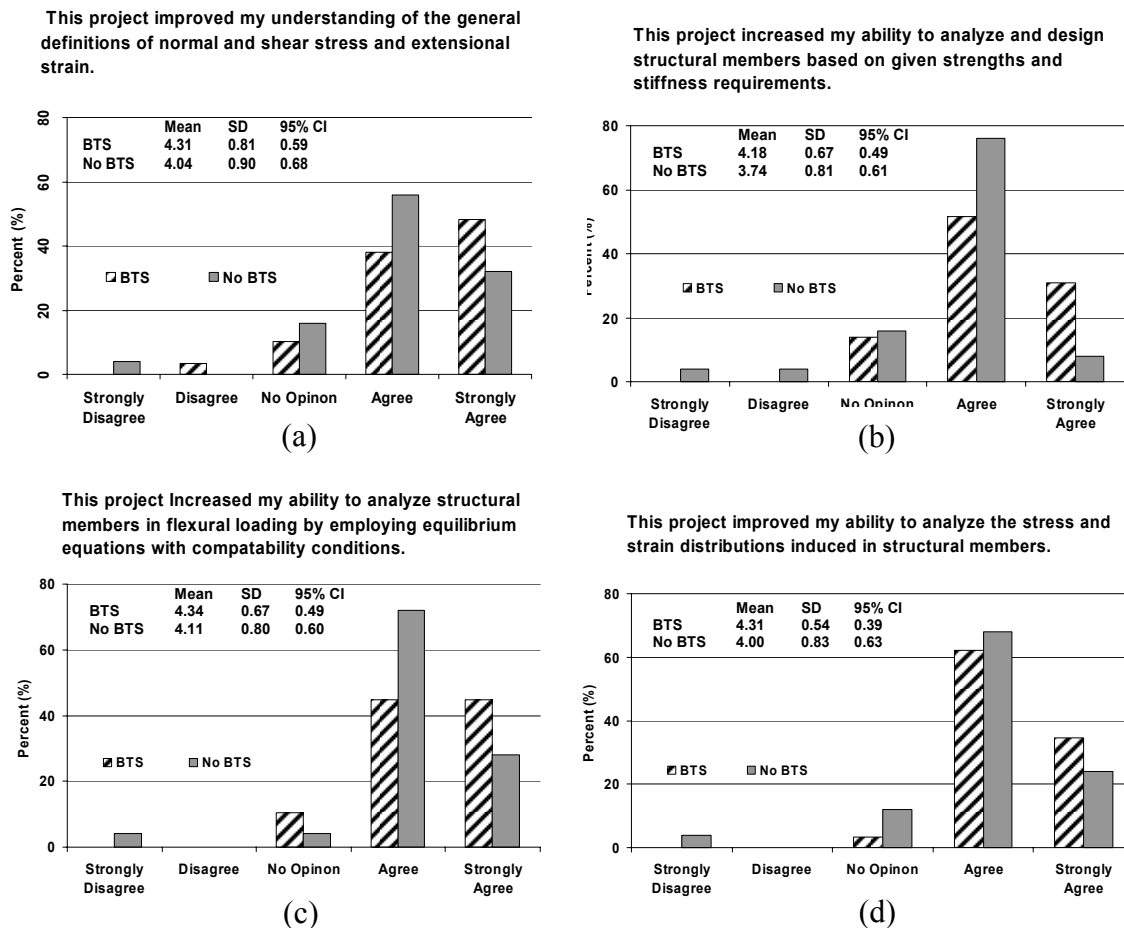 This project improved my understanding of the general
definitions of normal and shear stress and extensional
strain.
Mean SD 95% CI
BTS 4.31 0.81 0.59
No BTS 4.04 0.90 0.68
80
60
40
20
0
Percent (%)
BTS No BTS
Strongly Disagree No Opinon Agree Strongly
Disagree Agree
(a)
This project increased my ability to analyze and design
structural members based on given strengths and
stiffness requirements.
Mean SD 95% CI
BTS 4.18 0.67 0.49
No BTS 3.74 0.81 0.61
80
60
40
20
0
Percent (%)
BTS No BTS
Strongly Disagree No Opinon Agree Strongly
Disagree Agree
(b)
This project Increased my ability to analyze structural
members in flexural loading by employing equilibrium
equations with compatability conditions.
Mean SD 95% CI
BTS 4.34 0.67 0.49
No BTS 4.11 0.80 0.60
80
60
40
20
0
Percent (%)
BTS No BTS
Strongly Disagree No Opinon Agree Strongly
Disagree Agree
(c)
This project improved my ability to analyze the stress and
strain distributions induced in structural members.
Mean SD 95% CI
BTS 4.31 0.54 0.39
No BTS 4.00 0.83 0.63
80
60
40
20
0
Percent (%)
BTS No BTS
Strongly Disagree No Opinon Agree Strongly
Disagree Agree
(d)